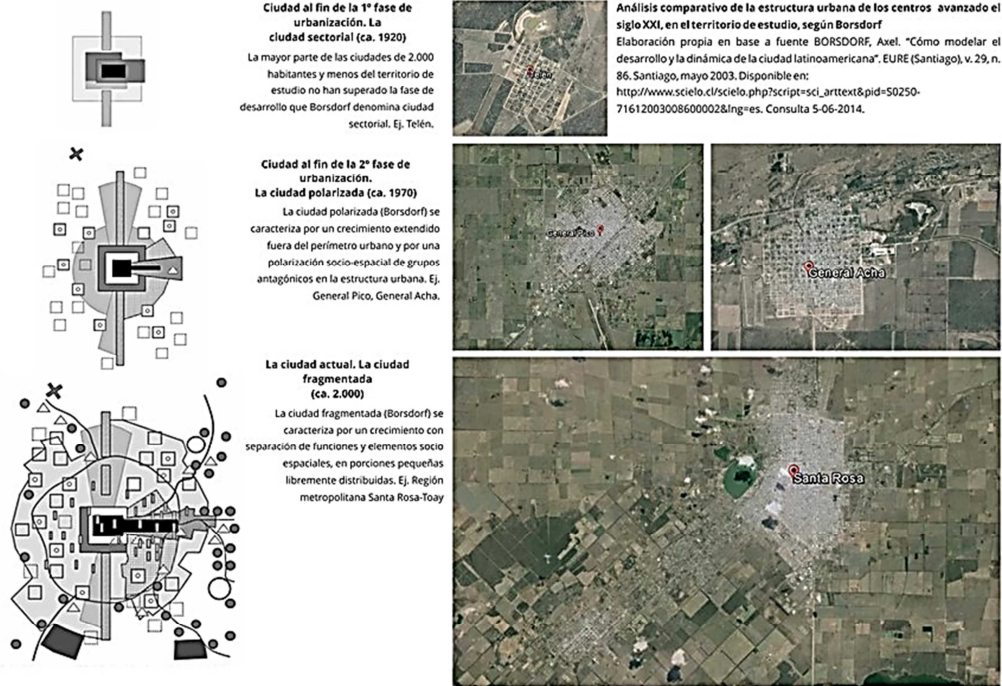 Ciudad al fin de la 1º fase de
urbanización. La
ciudad sectorial (ca. 1920)
La mayor parte de las ciudades de 2.000
habitantes y menos del territorio de
estudio no han superado la fase de
desarrollo que Borsdorf denomina ciudad
sectorial. Ej. Telén.
Telén
Análisis comparativo de la estructura urbana de los centros avanzado el
siglo XXI, en el territorio de estudio, según Borsdorf
Elaboración propia en base a fuente BORSDORF, Axel. “Cómo modelar el
desarrollo y la dinámica de la ciudad latinoamericana”. EURE (Santiago), v. 29, n.
86. Santiago, mayo 2003. Disponible en:
http://www.scielo.cl/scielo.php?script=sci_arttext&pid=S0250-
71612003008600002&lng=es. Consulta 5-06-2014.
Ciudad al fin de la 2º fase de
urbanización.
La ciudad polarizada (ca. 1970)
La ciudad polarizada (Borsdorf) se
caracteriza por un crecimiento extendido
fuera del perímetro urbano y por una
polarización socio-espacial de grupos
antagónicos en la estructura urbana. Ej.
General Pico, General Acha.
General Pico
General Acha
La ciudad actual. La ciudad
fragmentada
(ca. 2.000)
La ciudad fragmentada (Borsdorf) se
caracteriza por un crecimiento con
separación de funciones y elementos socio
espaciales, en porciones pequeñas
libremente distribuidas. Ej. Región
metropolitana Santa Rosa-Toay
Santa Rosa